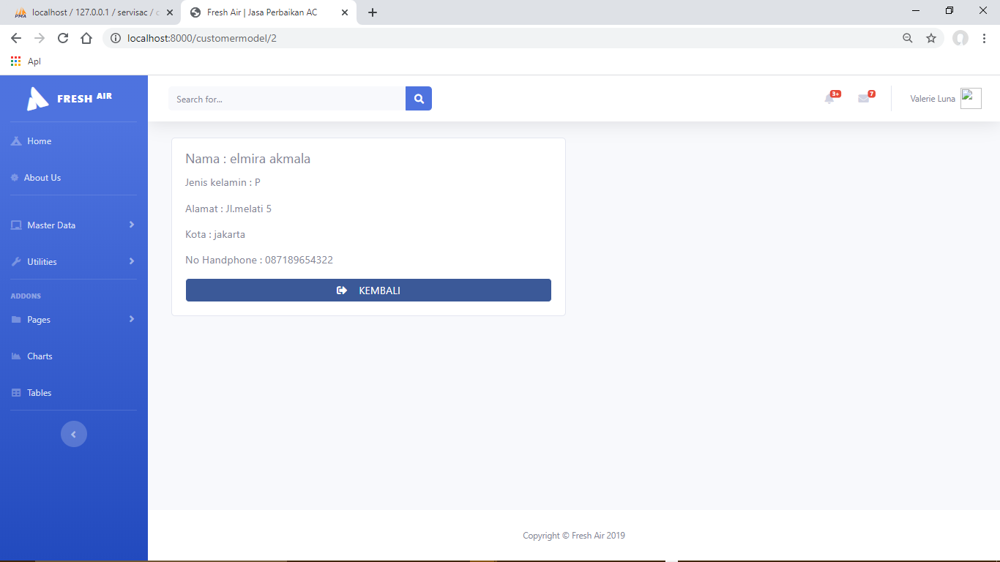 localhost / 127.0.0.1 / servisac / c
Fresh Air | Jasa Perbaikan AC
localhost:8000/customermodel/2
Apl
FRESH AIR
Search for...
3+
7
Valerie Luna
Home
About Us
Master Data
Utilities
ADDONS
Pages
Charts
Tables
Nama : elmira akmala
Jenis kelamin : P
Alamat : Jl.melati 5
Kota : jakarta
No Handphone : 087189654322
KEMBALI
Copyright © Fresh Air 2019